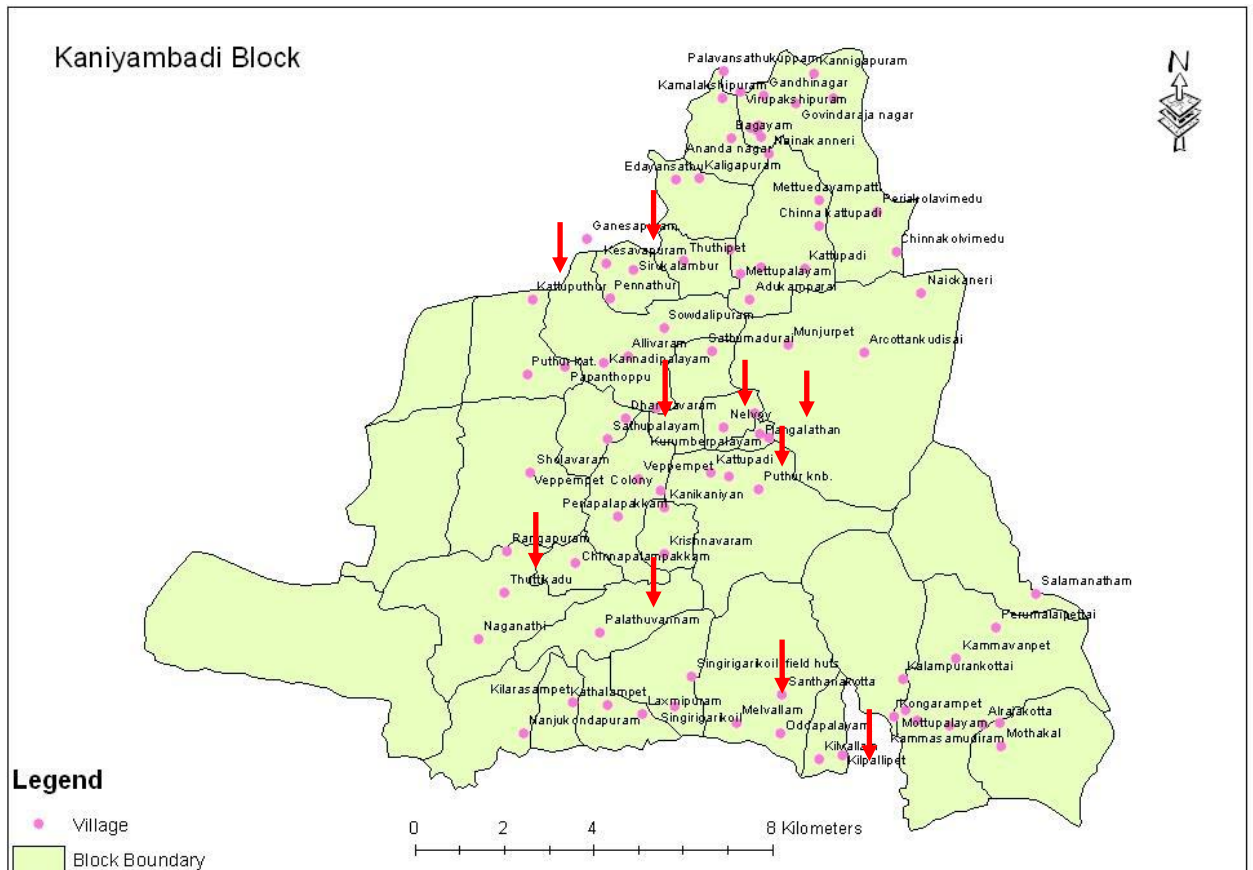 Kaniyambadi Block
N
Palavansathukuppam
Kannigapuram
Kamalakshipuram
Gandhinagar
Virupakshipuram
Govindaraja nagar
Bagayam
Nainakanneri
Ananda nagar
Edayansathu
Kaligapuram
Mettuedayampatti
Periakolavimedu
Chinna kattupadi
Ganesapuram
Chinnakolvimedu
Kesavapuram
Thuthipet
Sirukalambur
Kattupadi
Mettupalayam
Kattuputhur
Pennathur
Adukamparai
Naickaneri
Sowdalipuram
Sathumadurai
Munjurpet
Allivaram
Arcottankudisai
Puthur kat.
Kannadipalayam
Papanthoppu
Nelvoy
Sathupalayam
Pangalathan
Kurumberpalayam
Sholavaram
Veppempet
Kattupadi
Veppempet Colony
Puthur knb.
Kanikaniyan
Periapalapakkam
Rangapuram
Krishnavaram
Chinnapalampakkam
Thuttikadu
Salamanatham
Naganathi
Palathuvannam
Perumalaipettai
Kammavanpet
Singirigarikoil field huts
Kalampurankottai
Santhanakotta
Kilarasampet
Kathalampet
Laxmipuram
Nanjukondapuram
Singirigarikoil
Melvallam
Oddapalayam
Kongarampet
Alrajakotta
Mottupalayam
Kammasamudiram
Mothakal
Kilvallam
Kilpallipet
Legend
Village
Block Boundary
0 2 4 8 Kilometers